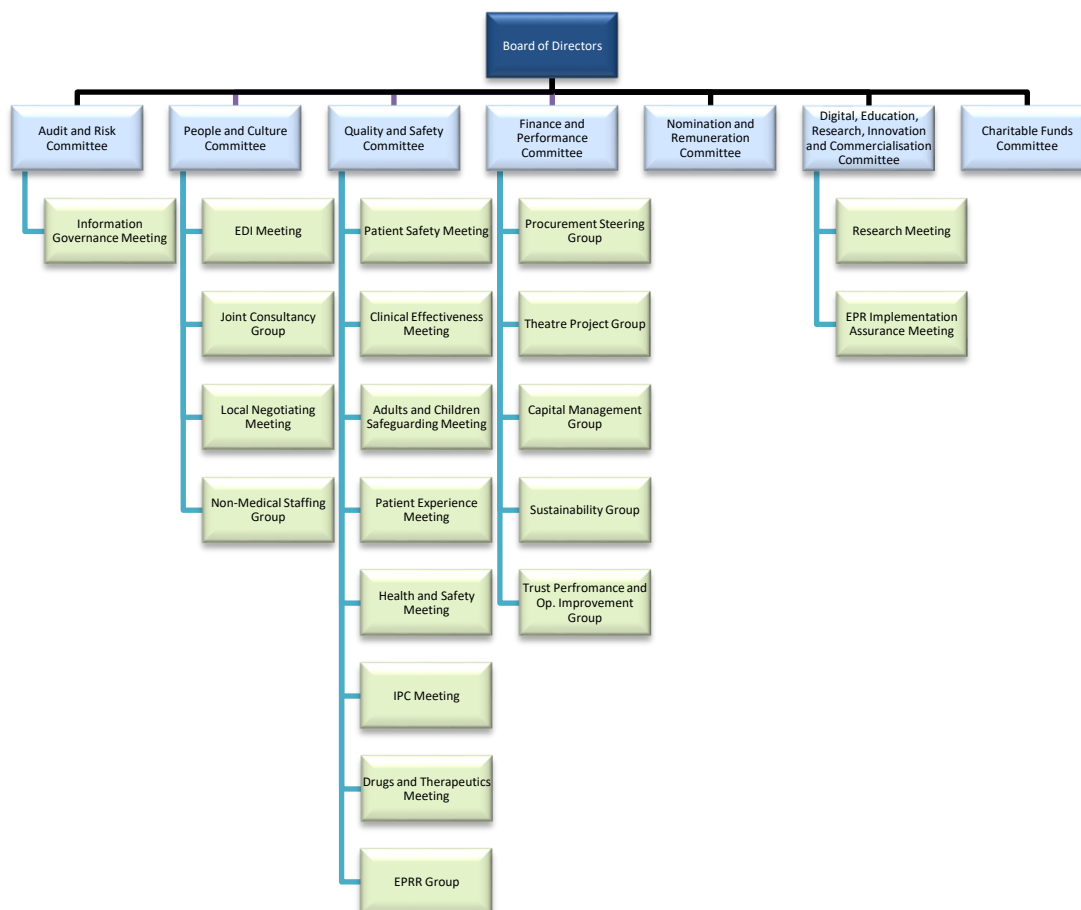 Board of Directors
Audit and Risk
Committee
People and Culture
Committee
Quality and Safety
Committee
Finance and
Performance
Committee
Nomination and
Remuneration
Committee
Digital, Education,
Research, Innovation
and Commercialisation
Committee
Charitable Funds
Committee
Information
Governance Meeting
EDI Meeting
Joint Consultancy
Group
Local Negotiating
Meeting
Non-Medical Staffing
Group
Patient Safety Meeting
Clinical Effectiveness
Meeting
Adults and Children
Safeguarding Meeting
Patient Experience
Meeting
Health and Safety
Meeting
IPC Meeting
Drugs and Therapeutics
Meeting
EPRR Group
Procurement Steering
Group
Theatre Project Group
Capital Management
Group
Sustainability Group
Trust Perfromance and
Op. Improvement
Group
Research Meeting
EPR Implementation
Assurance Meeting